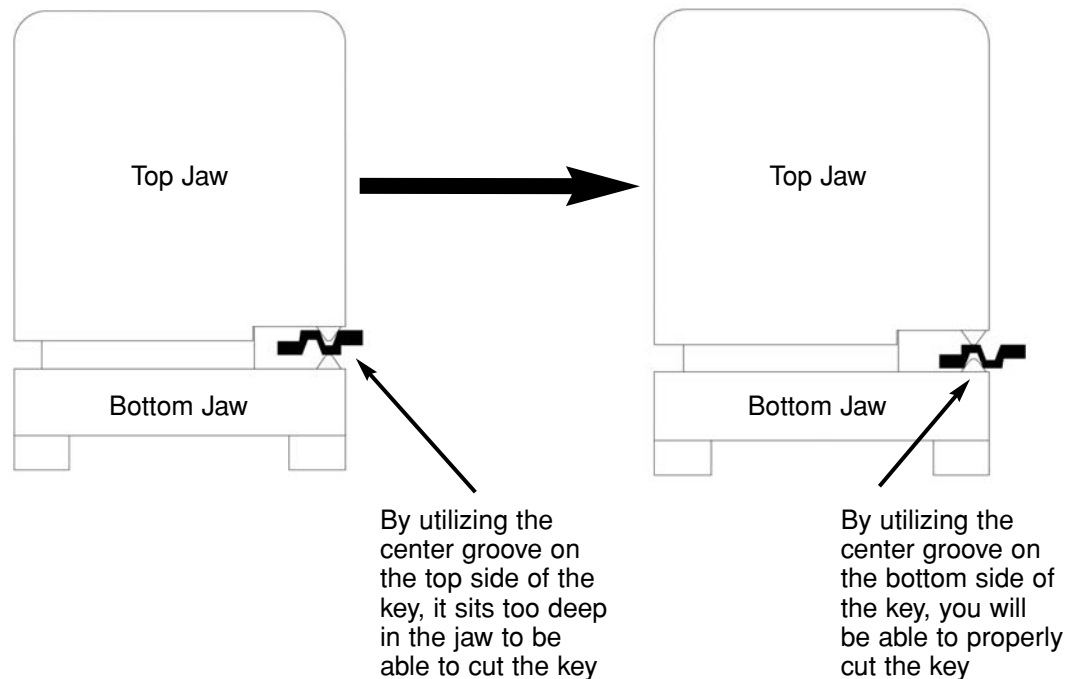 Top Jaw
Bottom Jaw
By utilizing the
center groove on
the top side of the
key, it sits too deep
in the jaw to be
able to cut the key
Top Jaw
Bottom Jaw
By utilizing the
center groove on
the bottom side of
the key, you will
be able to properly
cut the key